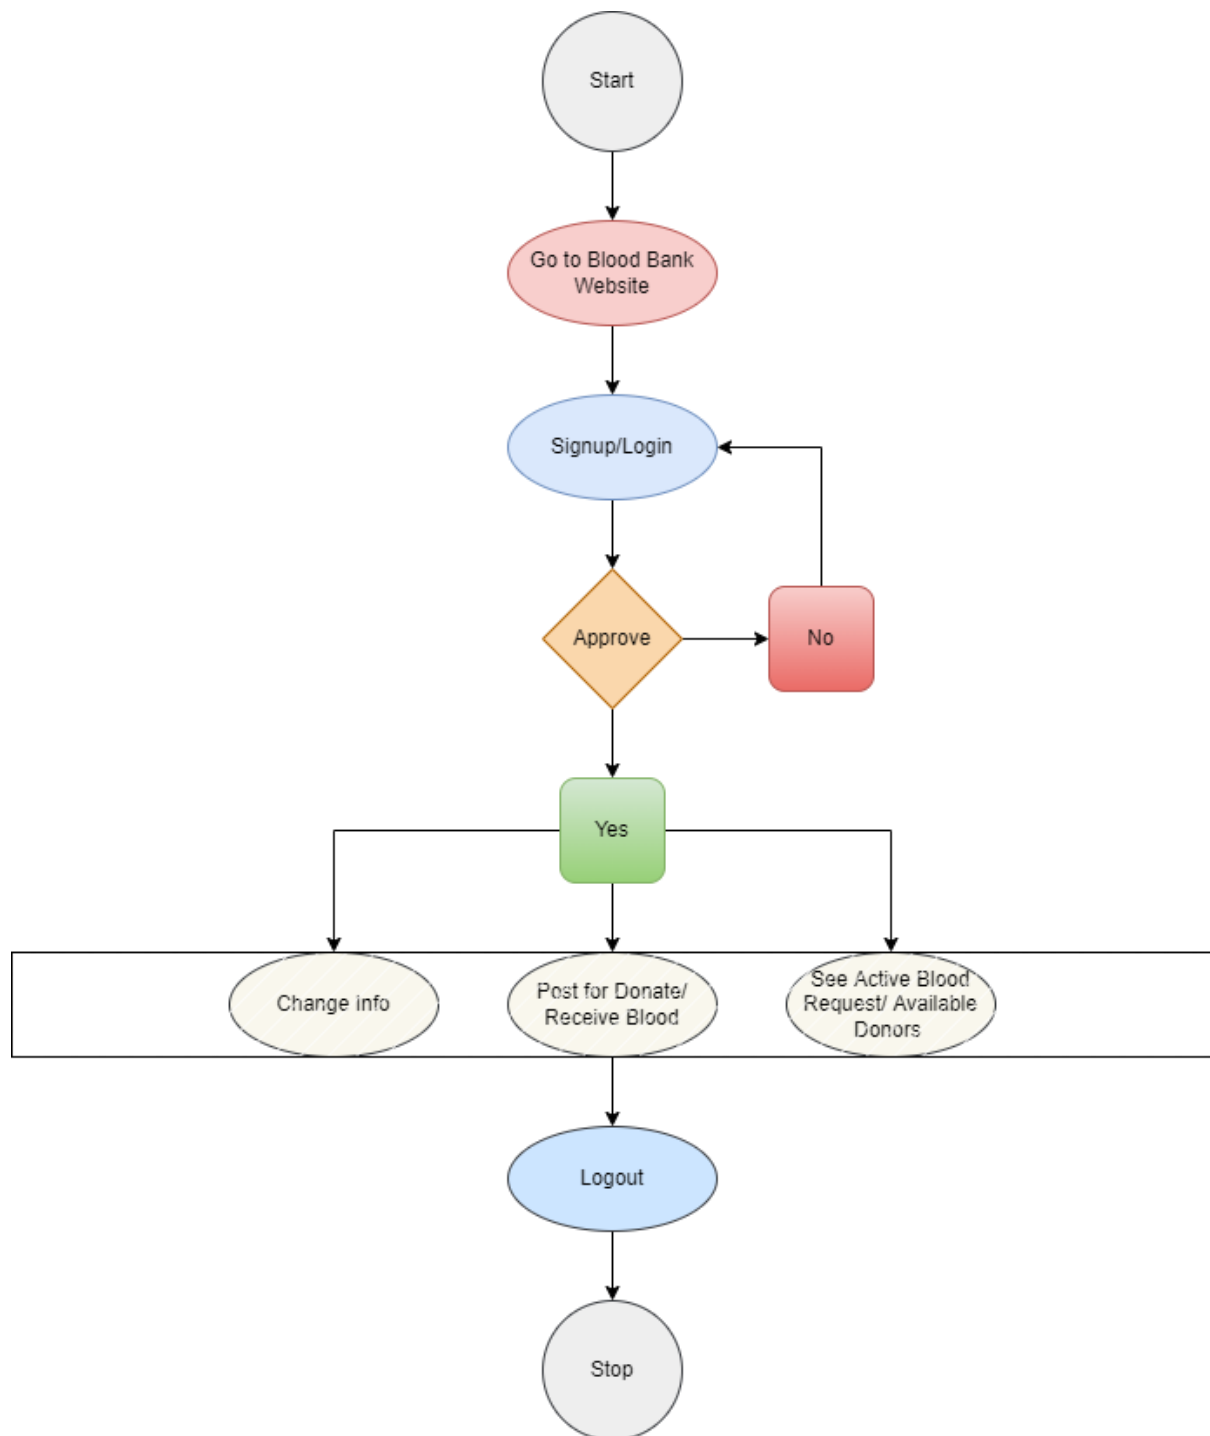 Start
Go to Blood Bank
Website
Signup/Login
Approve
No
Yes
Change info
Post for Donate/
Receive Blood
See Active Blood
Request/ Available
Donors
Logout
Stop